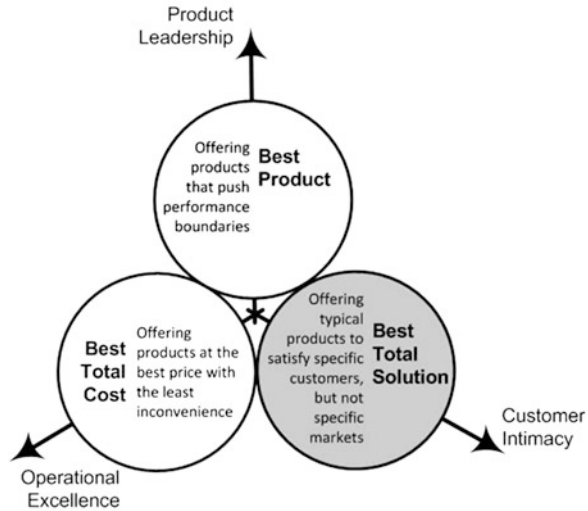 Product
Leadership
Offering
products
that push
performance
boundaries
Best
Product
Best
Total
Cost
Offering
products at the
best price with
the least
inconvenience
Offering
typical
products to
satisfy specific
customers,
but not
specific
markets
Best
Total
Solution
Customer
Intimacy
Operational
Excellence